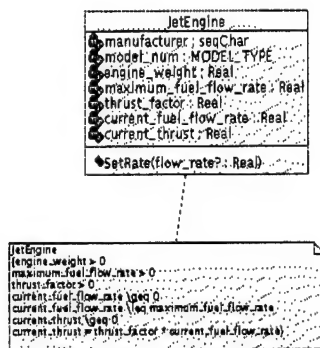 JetEngine
manufacturer : seqChar
model_num : MODEL_TYPE
engine_weight : Real
maximum_fuel_flow_rate : Real
thrust_factor : Real
current_fuel_flow_rate : Real
current_thrust : Real
SetRate(flow_rate? : Real)
JetEngine
{engine_weight > 0
maximum_fuel_flow_rate > 0
thrust_factor > 0
current_fuel_flow_rate \geq 0
current_fuel_flow_rate \leq maximum_fuel_flow_rate
current_thrust \geq 0
current_thrust = thrust_factor * current_fuel_flow_rate}